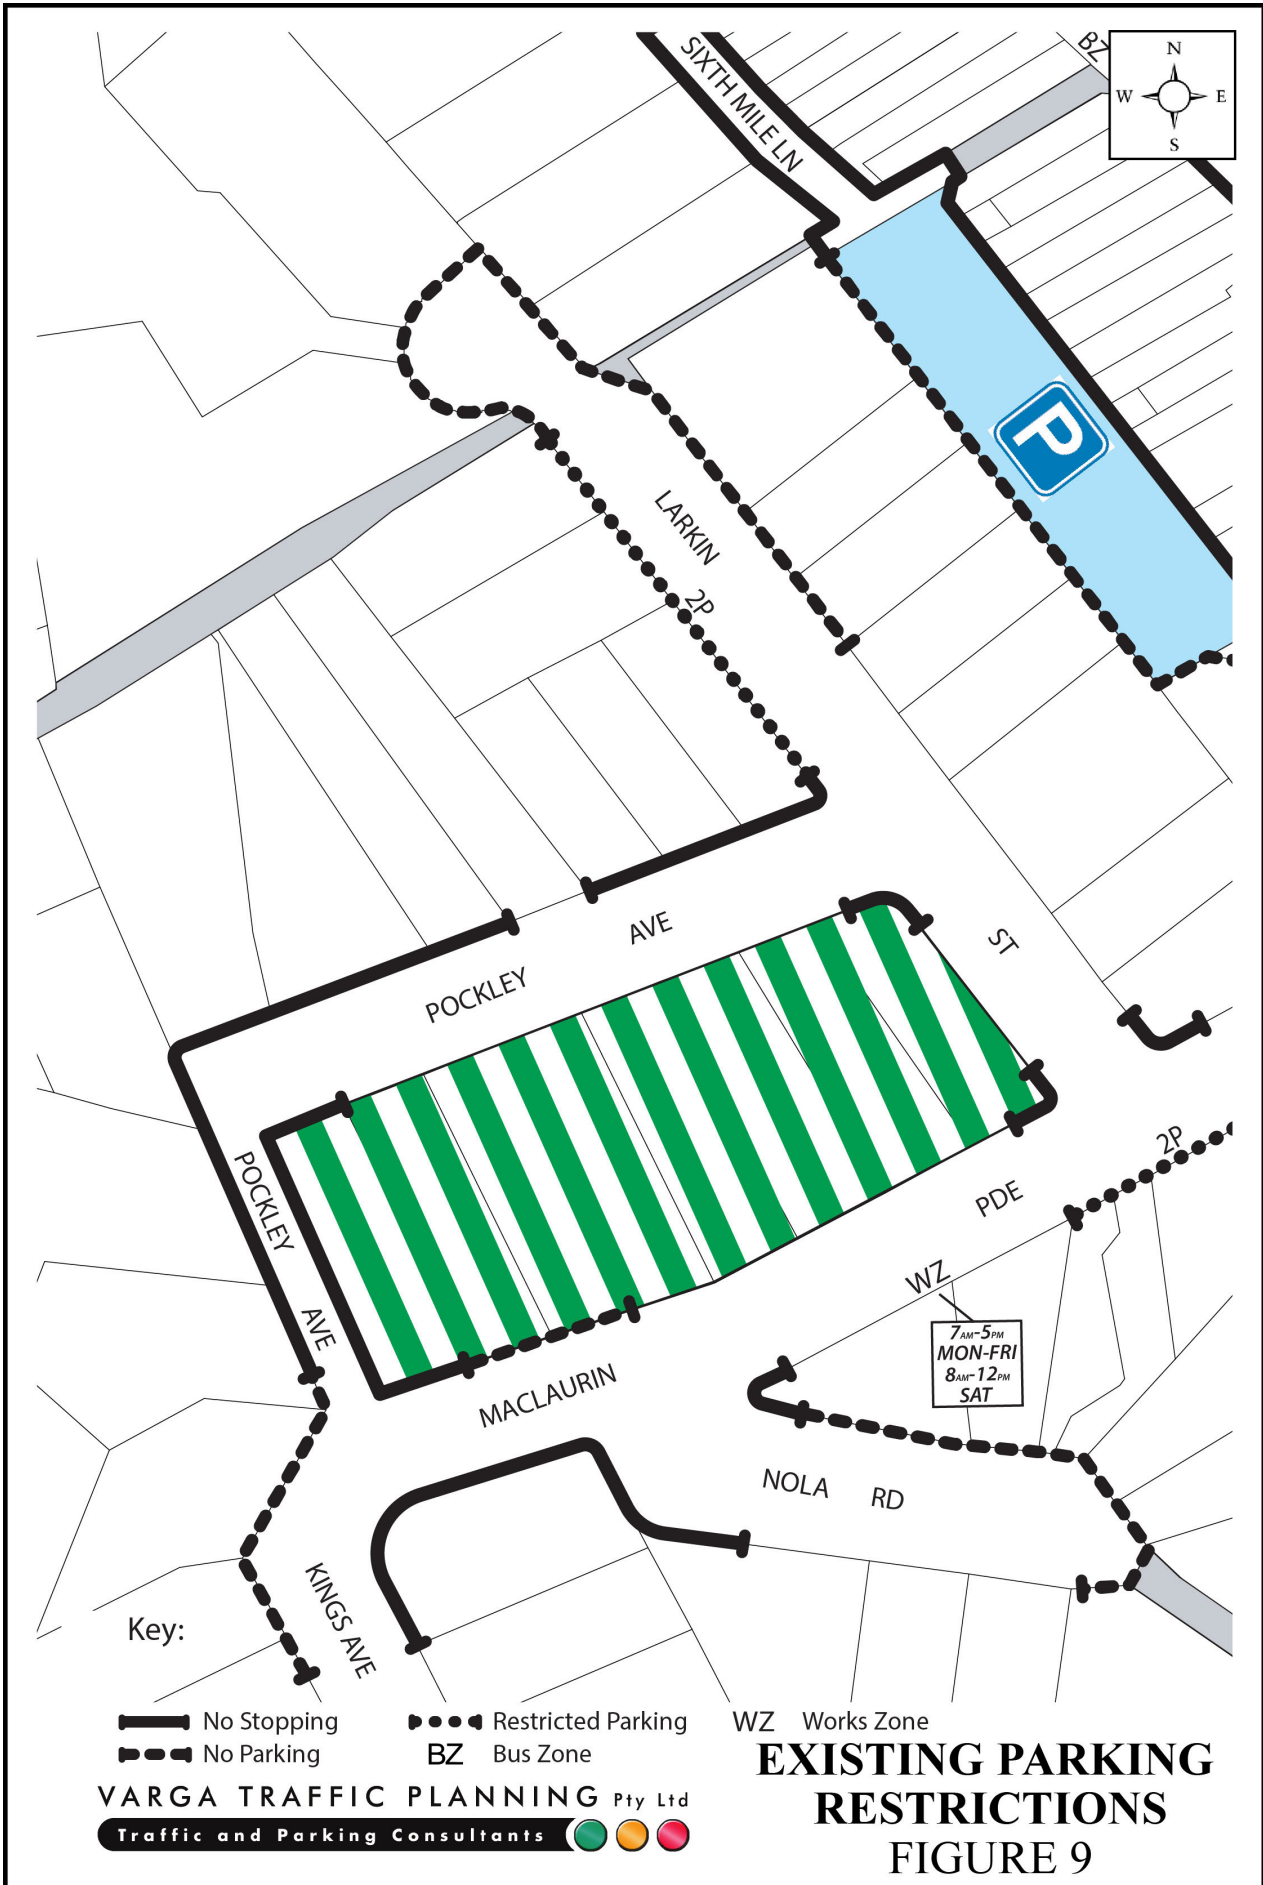 BZ
N
W E
S
SIXTH MILE LN
P
LARKIN
2P
AVE
ST
POCKLEY
POCKLEY
2P
PDE
WZ
AVE
7AM-5PM
MON-FRI
8AM-12PM
SAT
MACLAURIN
NOLA RD
KINGS AVE
Key:
No Stopping Restricted Parking WZ Works Zone
No Parking BZ Bus Zone
EXISTING PARKING
RESTRICTIONS
FIGURE 9
VARGA TRAFFIC PLANNING Pty Ltd
Traffic and Parking Consultants